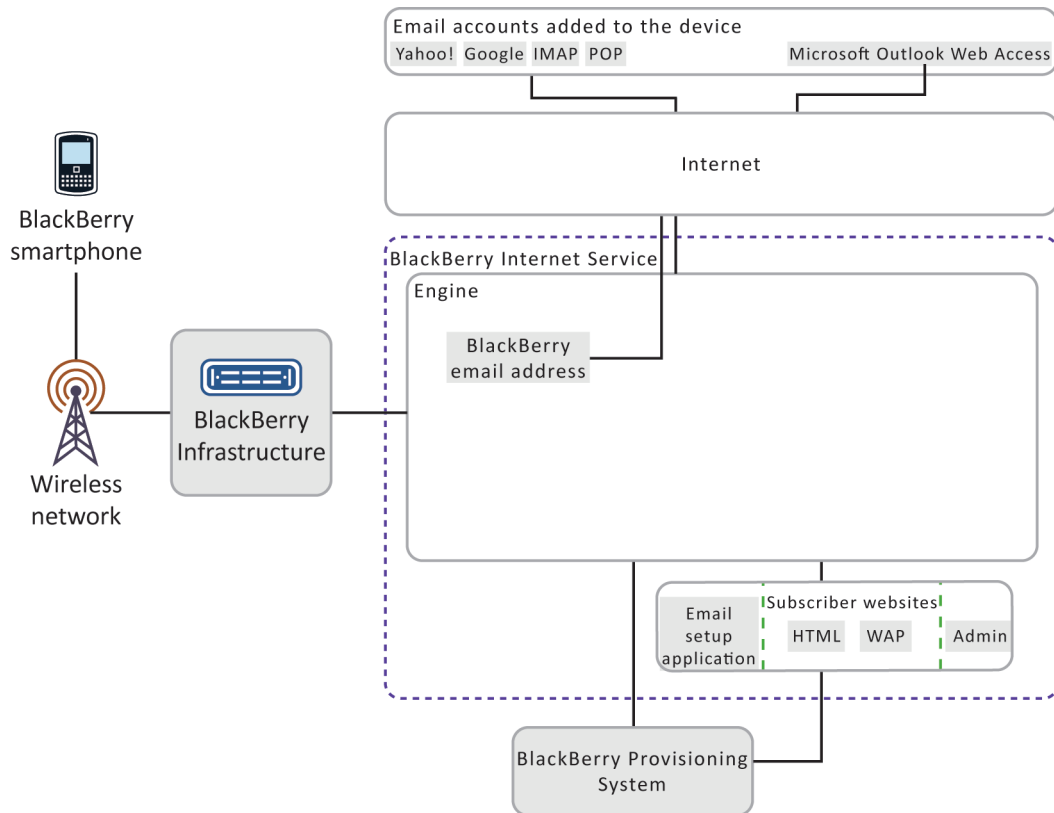 Email accounts added to the device
Yahoo! Google IMAP POP Microsoft Outlook Web Access
Internet
BlackBerry
smartphone
BlackBerry Internet Service
Engine
BlackBerry
email address
BlackBerry
Infrastructure
Wireless
network
Email
setup
application
Subscriber websites
HTML WAP
Admin
BlackBerry Provisioning
System